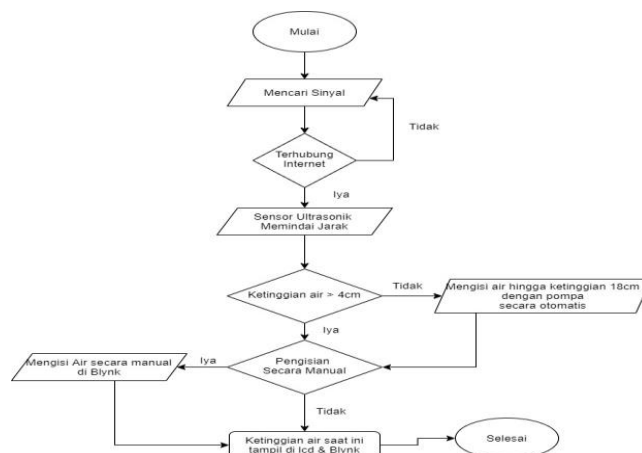 Mulai
Mencari Sinyal
Tidak
Terhubung
Internet
Iya
Sensor Ultrasonik
Memindai Jarak
Ketinggian air > 4cm
Tidak
Mengisi air hingga ketinggian 18cm
dengan pompa
secara otomatis
Iya
Pengisian
Secara Manual
Iya
Mengisi Air secara manual
di Blynk
Tidak
Ketinggian air saat ini
tampil di lcd & Blynk
Selesai